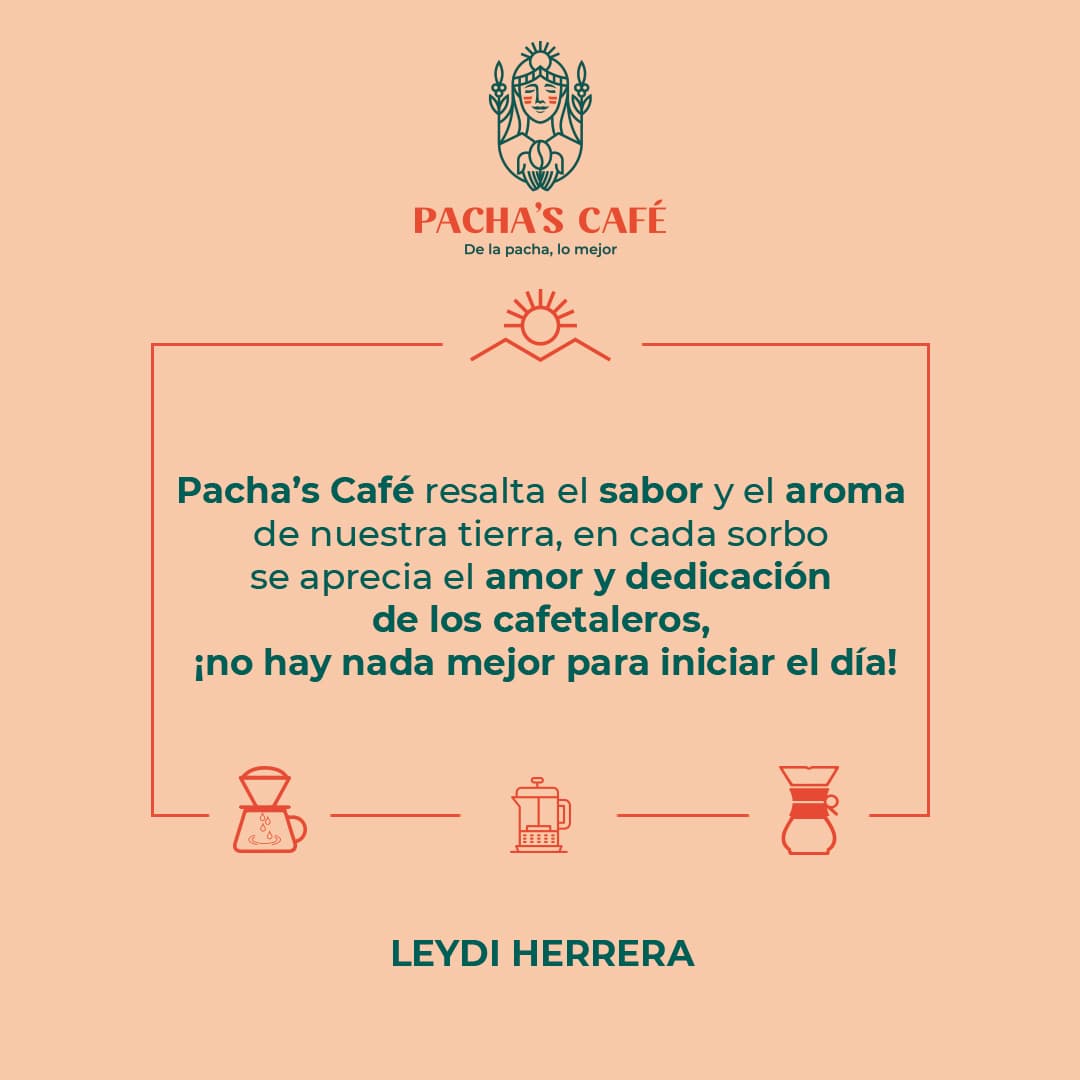 PACHA'S CAFÉ
De la pacha, lo mejor
Pacha's Café resalta el sabor y el aroma
de nuestra tierra, en cada sorbo
se aprecia el amor y dedicación
de los cafetaleros,
¡no hay nada mejor para iniciar el día!
LEYDI HERRERA